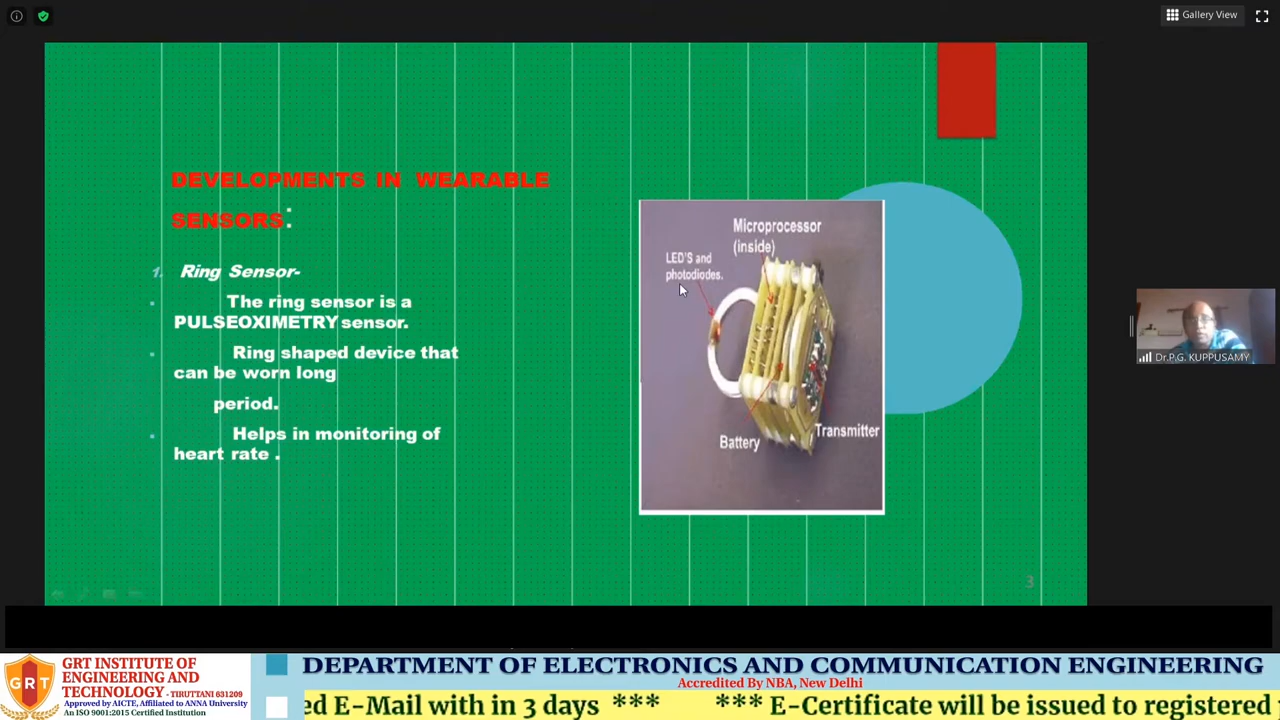 Gallery View
DEVELOPMENTS IN WEARABLE
SENSORS:
1. Ring Sensor-
The ring sensor is a
PULSEOXIMETRY sensor.
Ring shaped device that
can be worn long
period.
Helps in monitoring of
heart rate .
Microprocessor
(inside)
LED'S and
photodiodes.
Battery
Transmitter
3
Dr.P.G. KUPPUSAMY
GRT
GRT INSTITUTE OF
ENGINEERING AND
TECHNOLOGY - TIRUTTANI 631209
Approved by AICTE, Affiliated to ANNA University
An ISO 9001:2015 Certified Institution
DEPARTMENT OF ELECTRONICS AND COMMUNICATION ENGINEERING
Accredited By NBA, New Delhi
ed E-Mail with in 3 days *** *** E-Certificate will be issued to registered